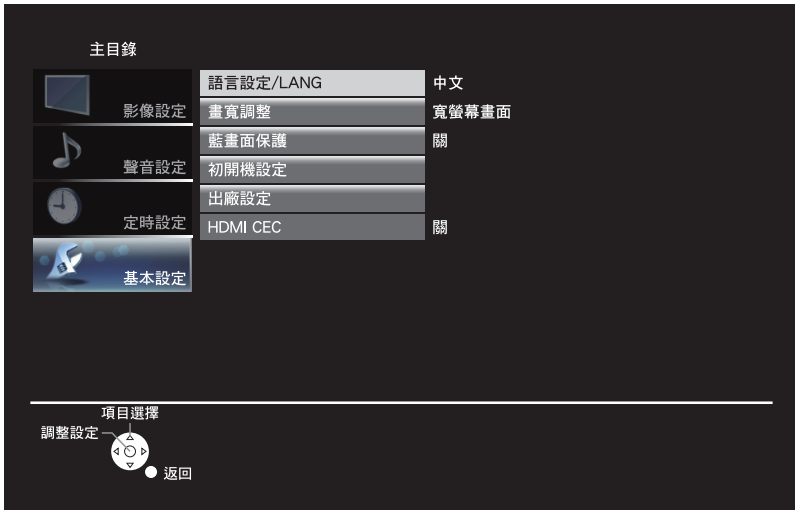 主目錄
影像設定
聲音設定
定時設定
基本設定
語言設定/LANG 中文
畫寬調整 寬螢幕畫面
藍畫面保護 關
初開機設定
出廠設定
HDMI CEC 關
項目選擇
調整設定
返回